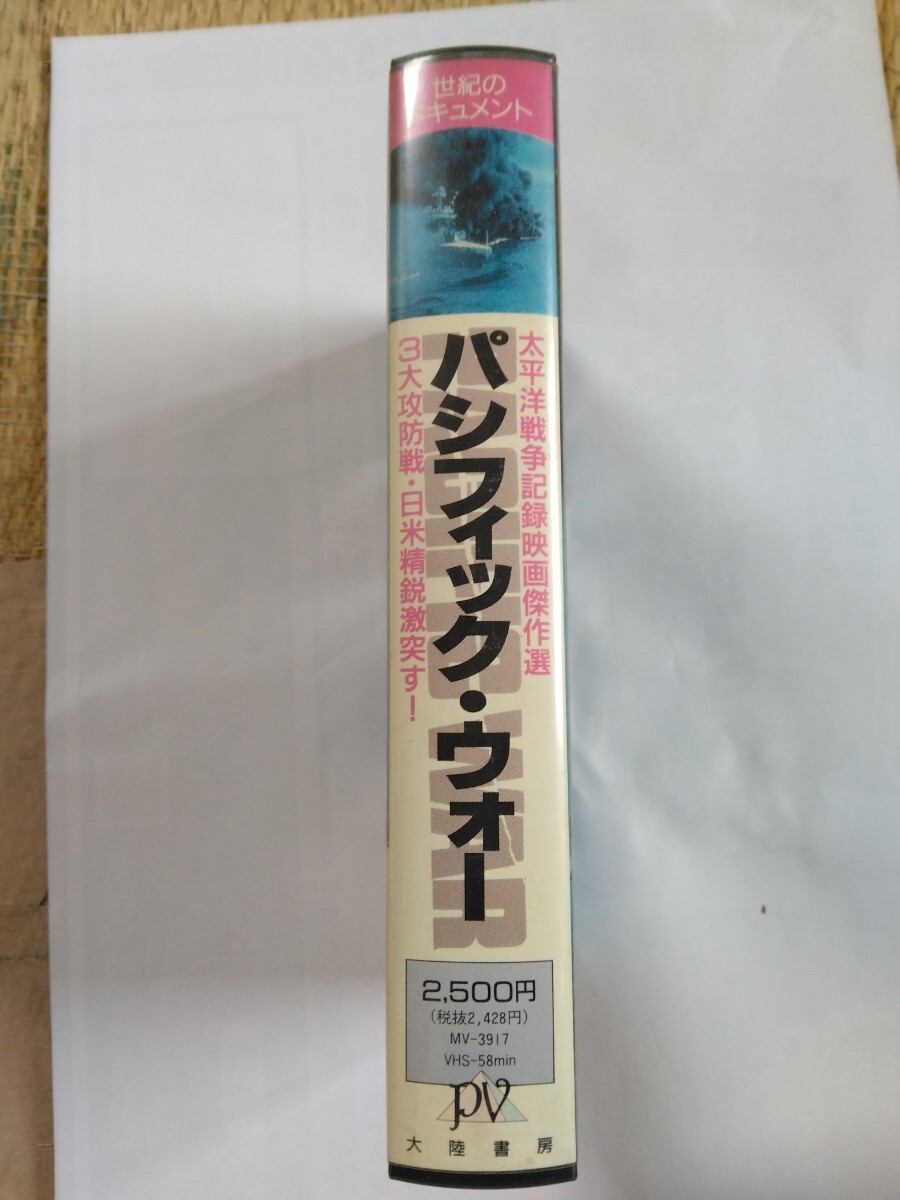 世紀の
ドキュメント
太平洋戦争記録映画傑作選
パシフィック・ウォー
3大攻防戦・日米精鋭激突す!
2,500円
(税抜2,428円)
MV-3917
VHS-58min
PV
大陸書房